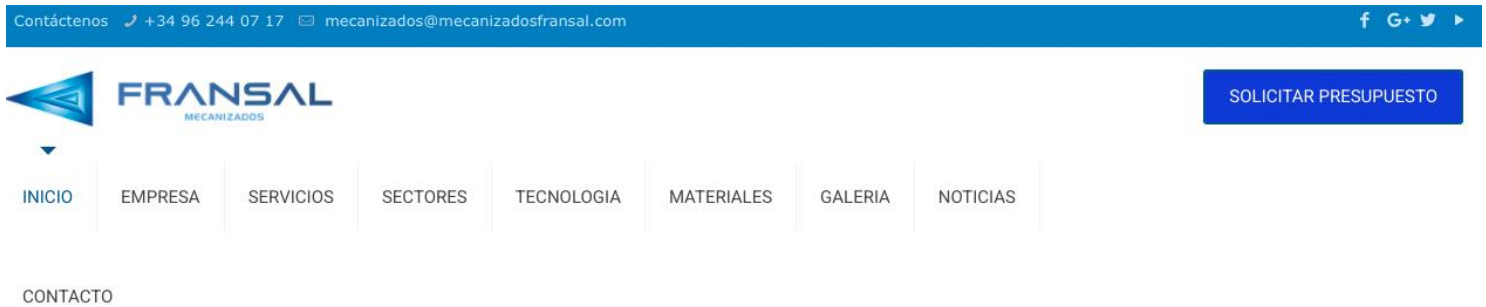 Contáctenos +34 96 244 07 17 mecanizados@mecanizadosfransal.com
FRANSAL
MECANIZADOS
SOLICITAR PRESUPUESTO
INICIO EMPRESA SERVICIOS SECTORES TECNOLOGIA MATERIALES GALERIA NOTICIAS
CONTACTO